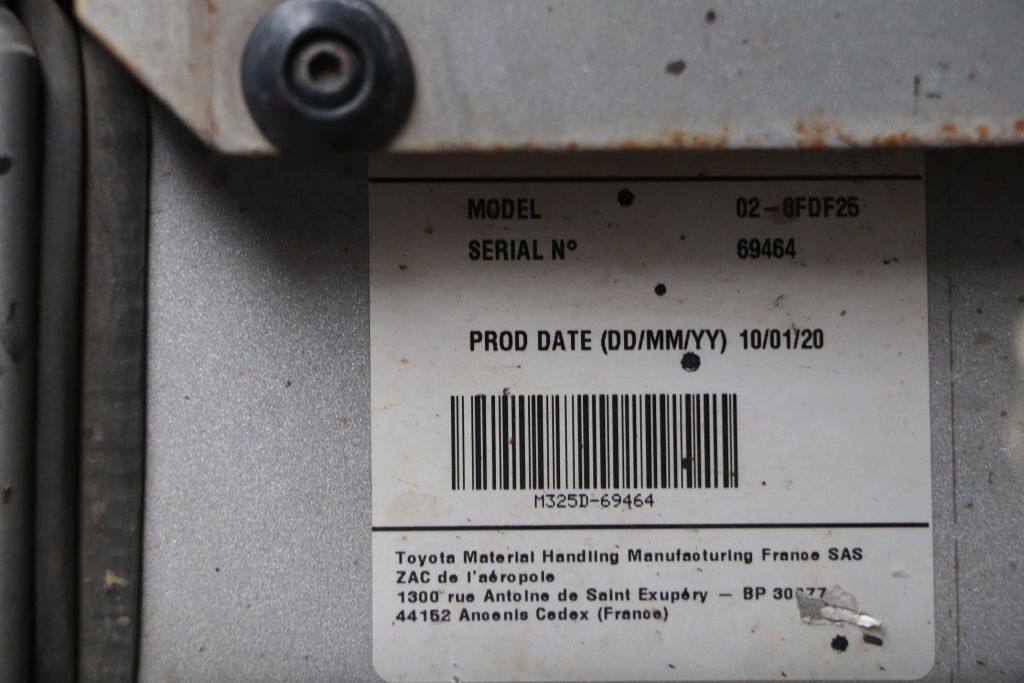 MODEL 02-8FDF25
SERIAL Nº 69464
PROD DATE (DD/MM/YY) 10/01/20
M325D-69464
Toyota Material Handling Manufacturing France SAS
ZAC de l'aéropole
1300 rue Antoine de Saint Exupéry – BP
44152 Ancenis Cedex (France)